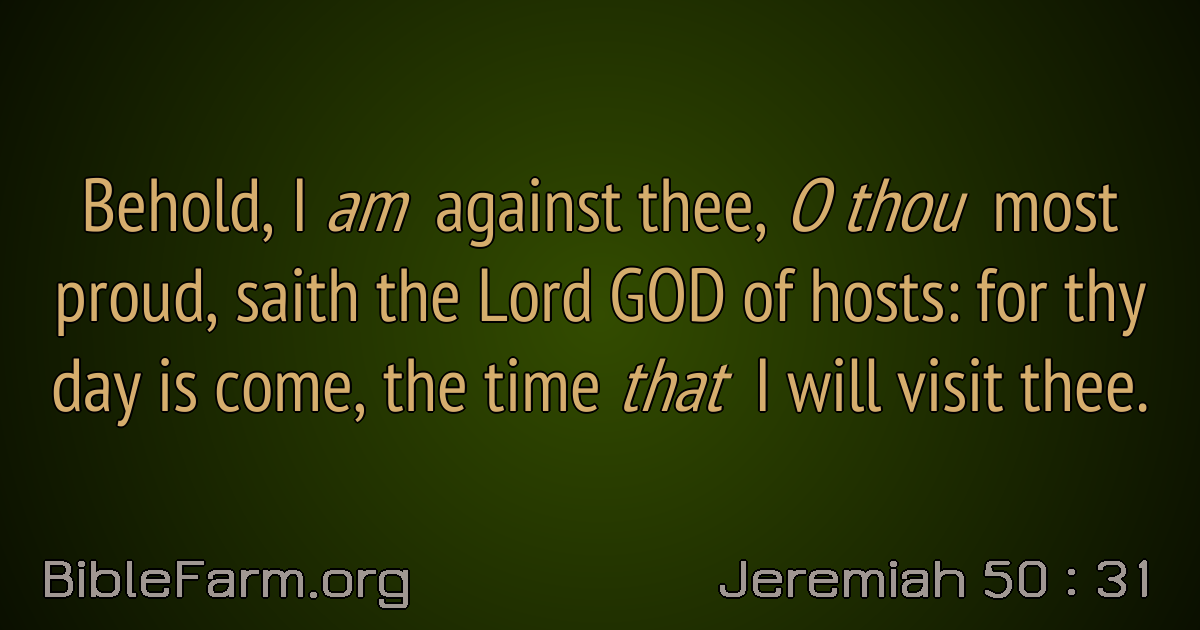 Behold, I am against thee, O thou most
proud, saith the Lord GOD of hosts: for thy
day is come, the time that I will visit thee.
BibleFarm.org
Jeremiah 50 : 31